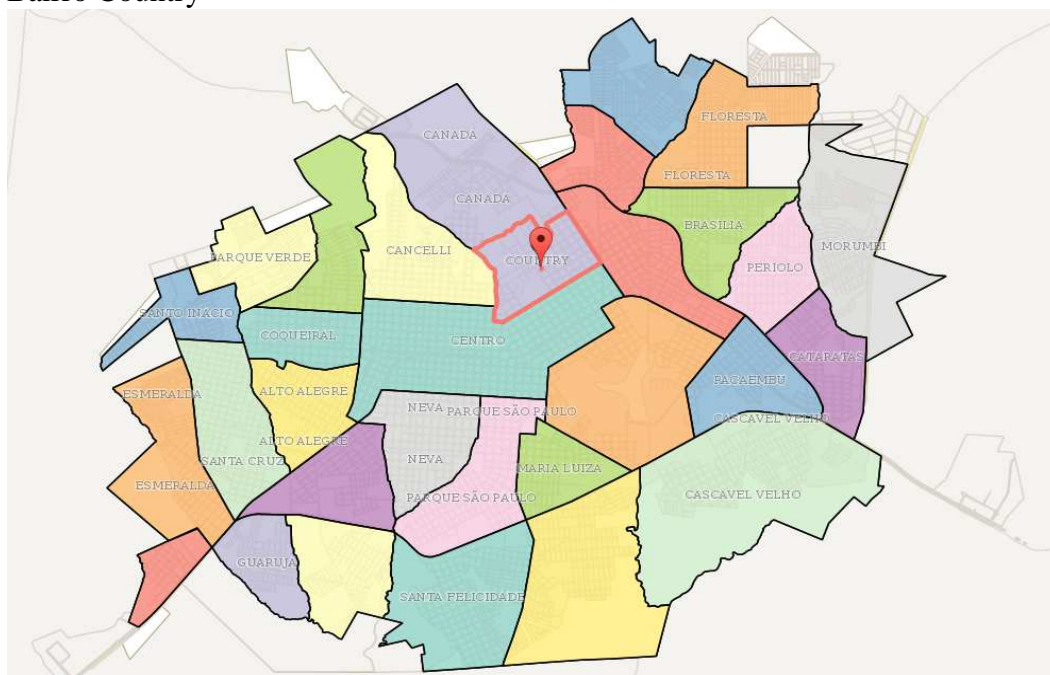 Bairro Country
FLORESTA
CANADA
FLORESTA
CANADA
BRASILIA
MORUMBI
CANCELLI
PARQUE VERDE
COUNTRY
PERIOLO
SANTO INACIO
COQUEIRAL
CENTRO
CATARATAS
PACAEMBU
ESMERALDA
ALTO ALEGRE
NEVA
PARQUE SÃO PAULO
CASCAVEL VELHO
ALTO ALEGRE
SANTA CRUZ
NEVA
MARIA LUIZA
ESMERALDA
PARQUE SÃO PAULO
CASCAVEL VELHO
GUARUJA
SANTA FELICIDADE